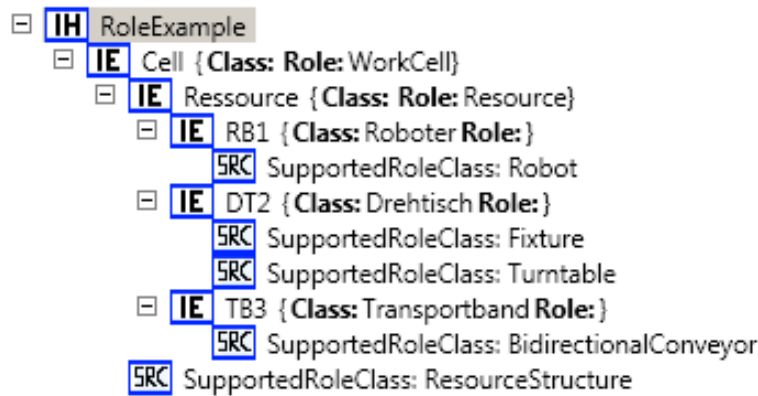 IH RoleExample
IE Cell {Class: Role: WorkCell}
IE Ressource {Class: Role: Resource}
IE RB1 {Class: Roboter Role: }
SRC SupportedRoleClass: Robot
IE DT2 {Class: Drehtisch Role: }
SRC SupportedRoleClass: Fixture
SRC SupportedRoleClass: Turntable
IE TB3 {Class: Transportband Role: }
SRC SupportedRoleClass: BidirectionalConveyor
SRC SupportedRoleClass: ResourceStructure